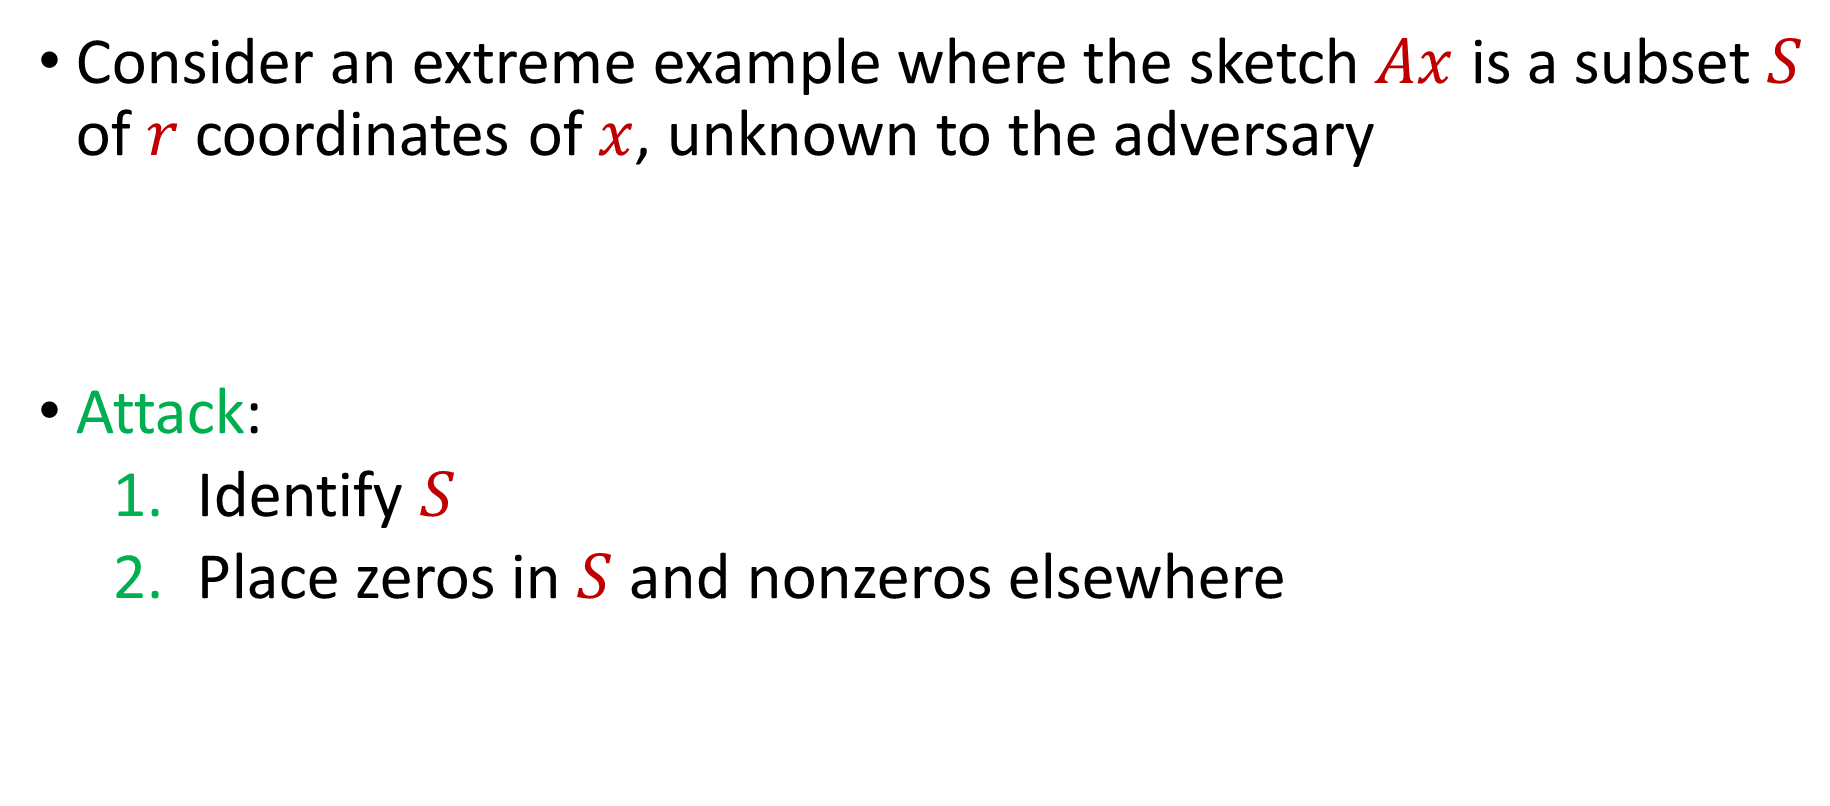 • Consider an extreme example where the sketch Ax is a subset S
of r coordinates of x, unknown to the adversary
• Attack:
1. Identify S
2. Place zeros in S and nonzeros elsewhere